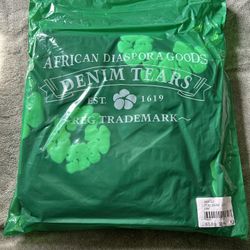 AFRICAN DIASPORA GOODS
DENIM TEARS
EST. 1619
REG TRADEMARK